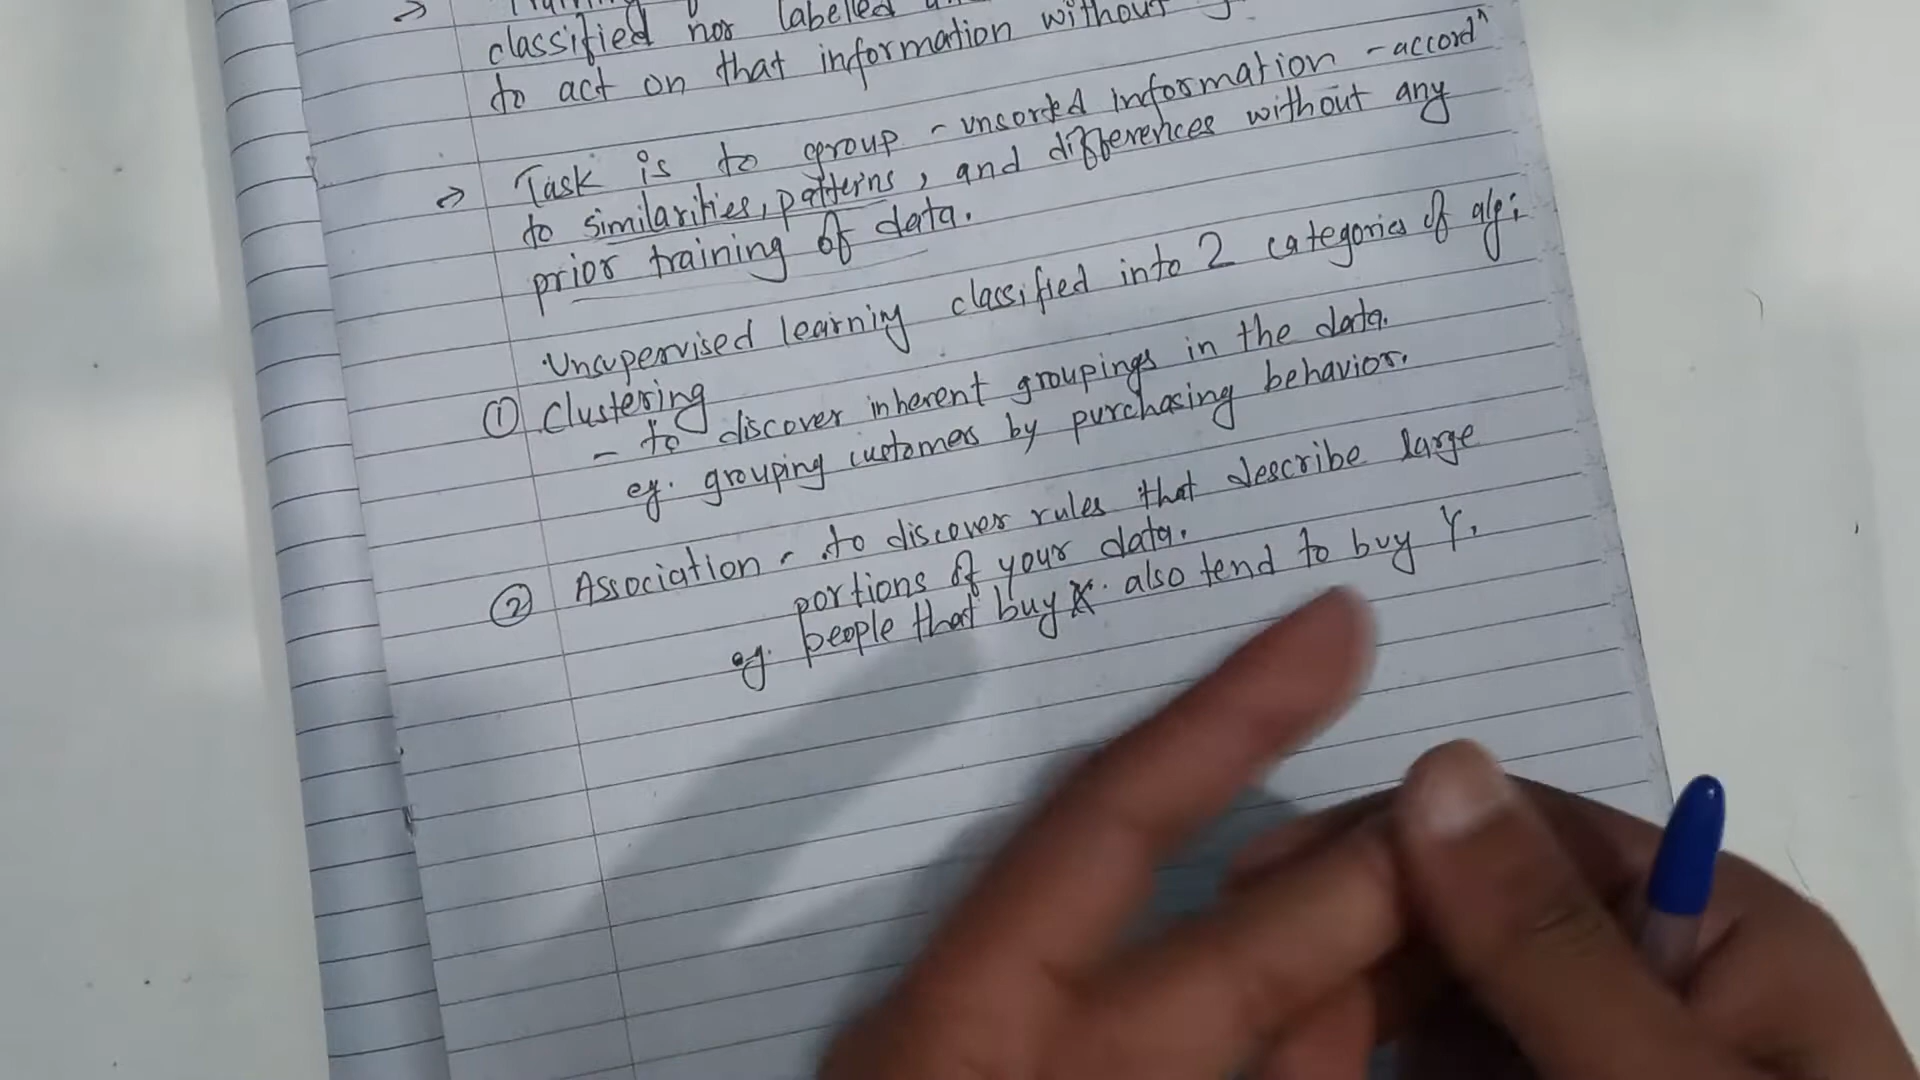 classified nor labelled
to act on that information without
→ Task is to group - unsorted information - accordⁿ
to similarities, patterns, and differences without any
prior training of data.
Unsupervised learning classified into 2 categories of alg:
① Clustering
- to discover inherent groupings in the data.
eg. grouping customers by purchasing behavior.
② Association - to discover rules that describe large
portions of your data.
eg. people that buy X also tend to buy Y.